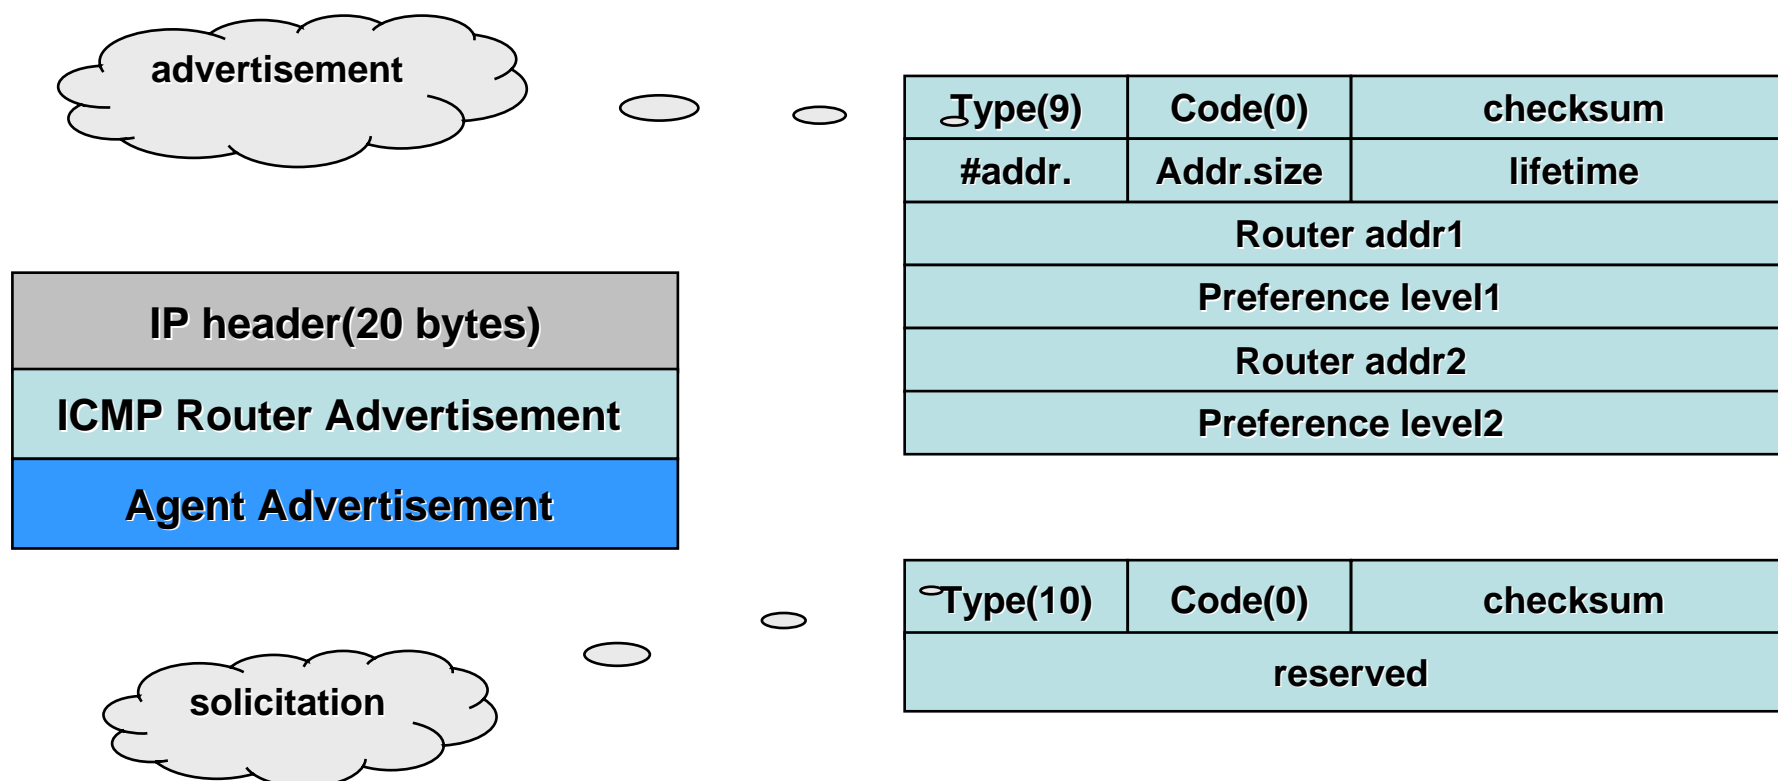 advertisement
Type(9) Code(0) checksum
#addr. Addr.size lifetime
Router addr1
Preference level1
Router addr2
Preference level2
IP header(20 bytes)
ICMP Router Advertisement
Agent Advertisement
Type(10) Code(0) checksum
reserved
solicitation